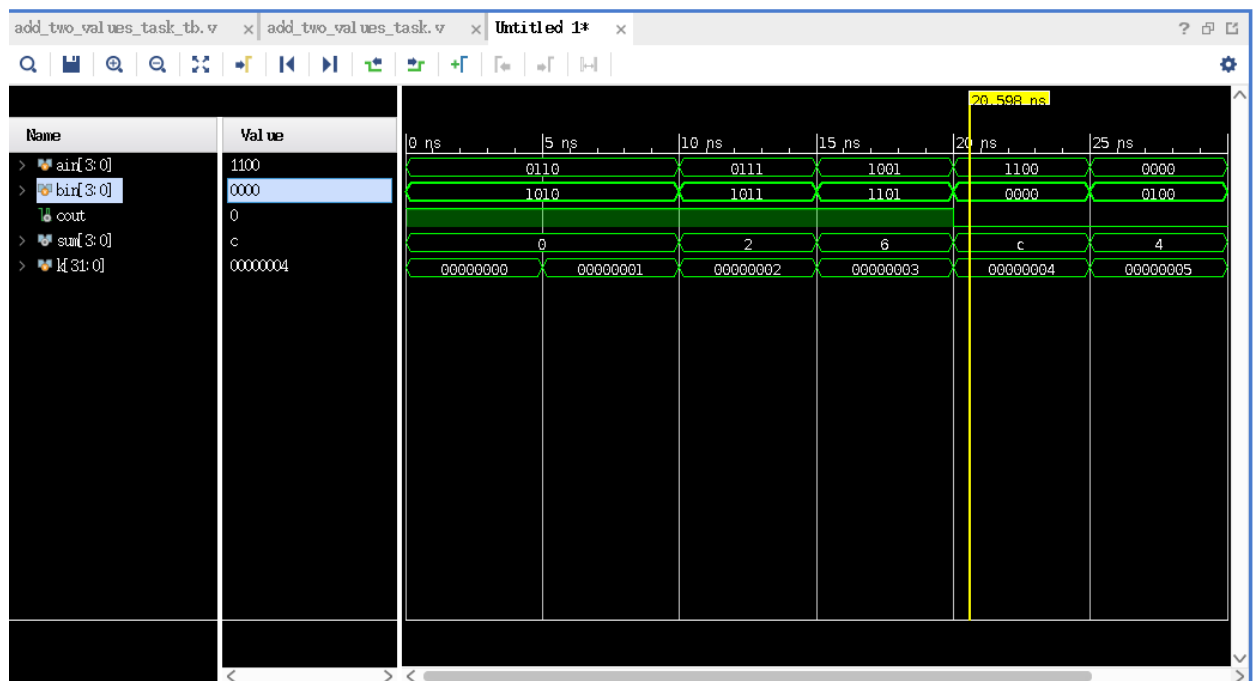 add_two_values_task_tb.v × add_two_values_task.v × Untitled 1* × ?
20.598 ns
Name Value 0 ns 5 ns 10 ns 15 ns 20 ns 25 ns
> ain[3:0] 1100 0110 0111 1001 1100 0000
> bin[3:0] 0000 1010 1011 1101 0000 0100
cout 0
> sum[3:0] c 0 2 6 c 4
> k[31:0] 00000004 00000000 00000001 00000002 00000003 00000004 00000005